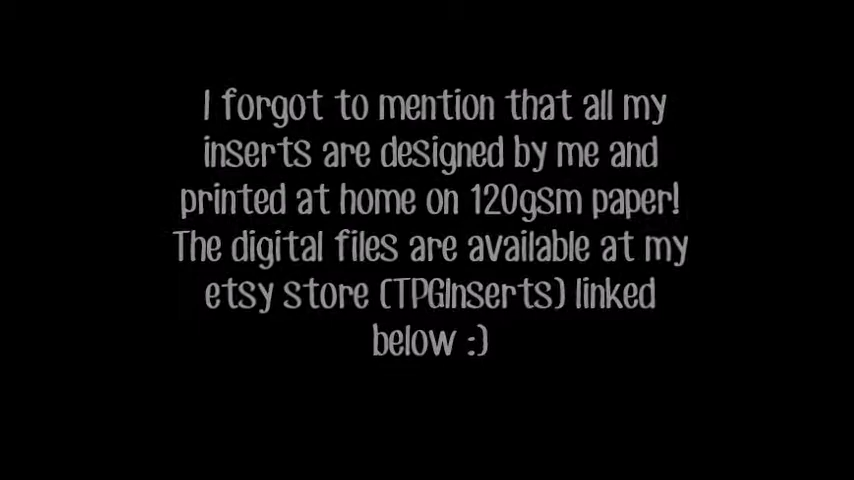 I forgot to mention that all my
inserts are designed by me and
printed at home on 120gsm paper!
The digital files are available at my
etsy store (TPGInserts) linked
below :)